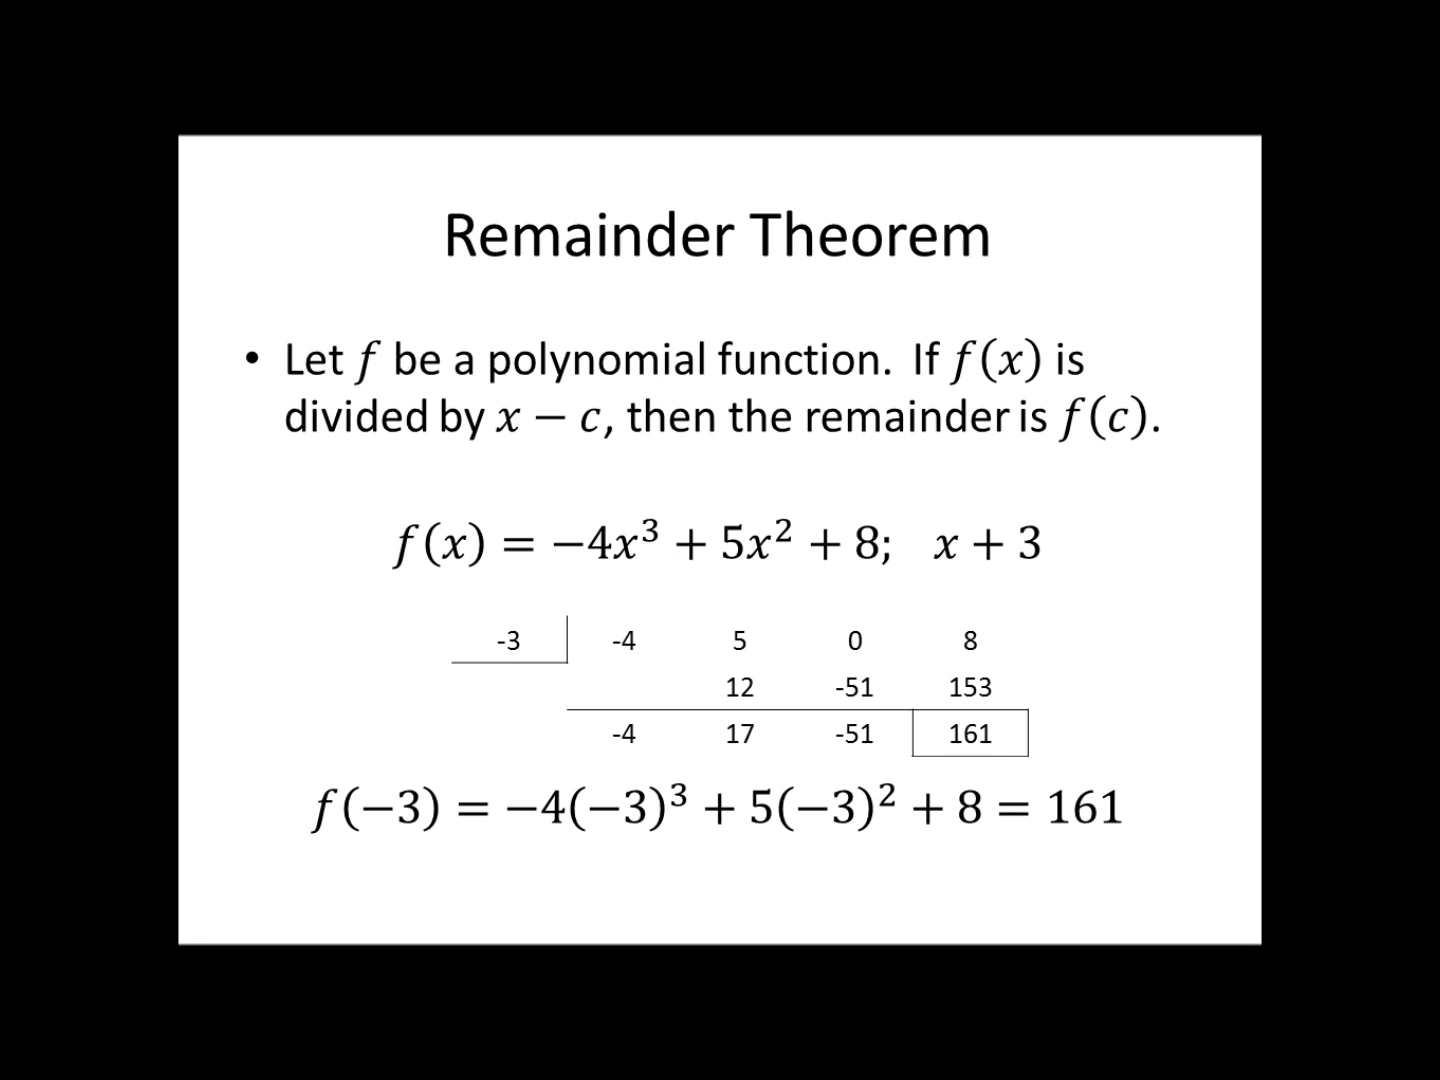 Remainder Theorem
• Let f be a polynomial function. If f(x) is
divided by x − c, then the remainder is f(c).
f(x) = −4x³ + 5x² + 8; x + 3
-3 -4 5 0 8
12 -51 153
-4 17 -51 161
f(−3) = −4(−3)³ + 5(−3)² + 8 = 161